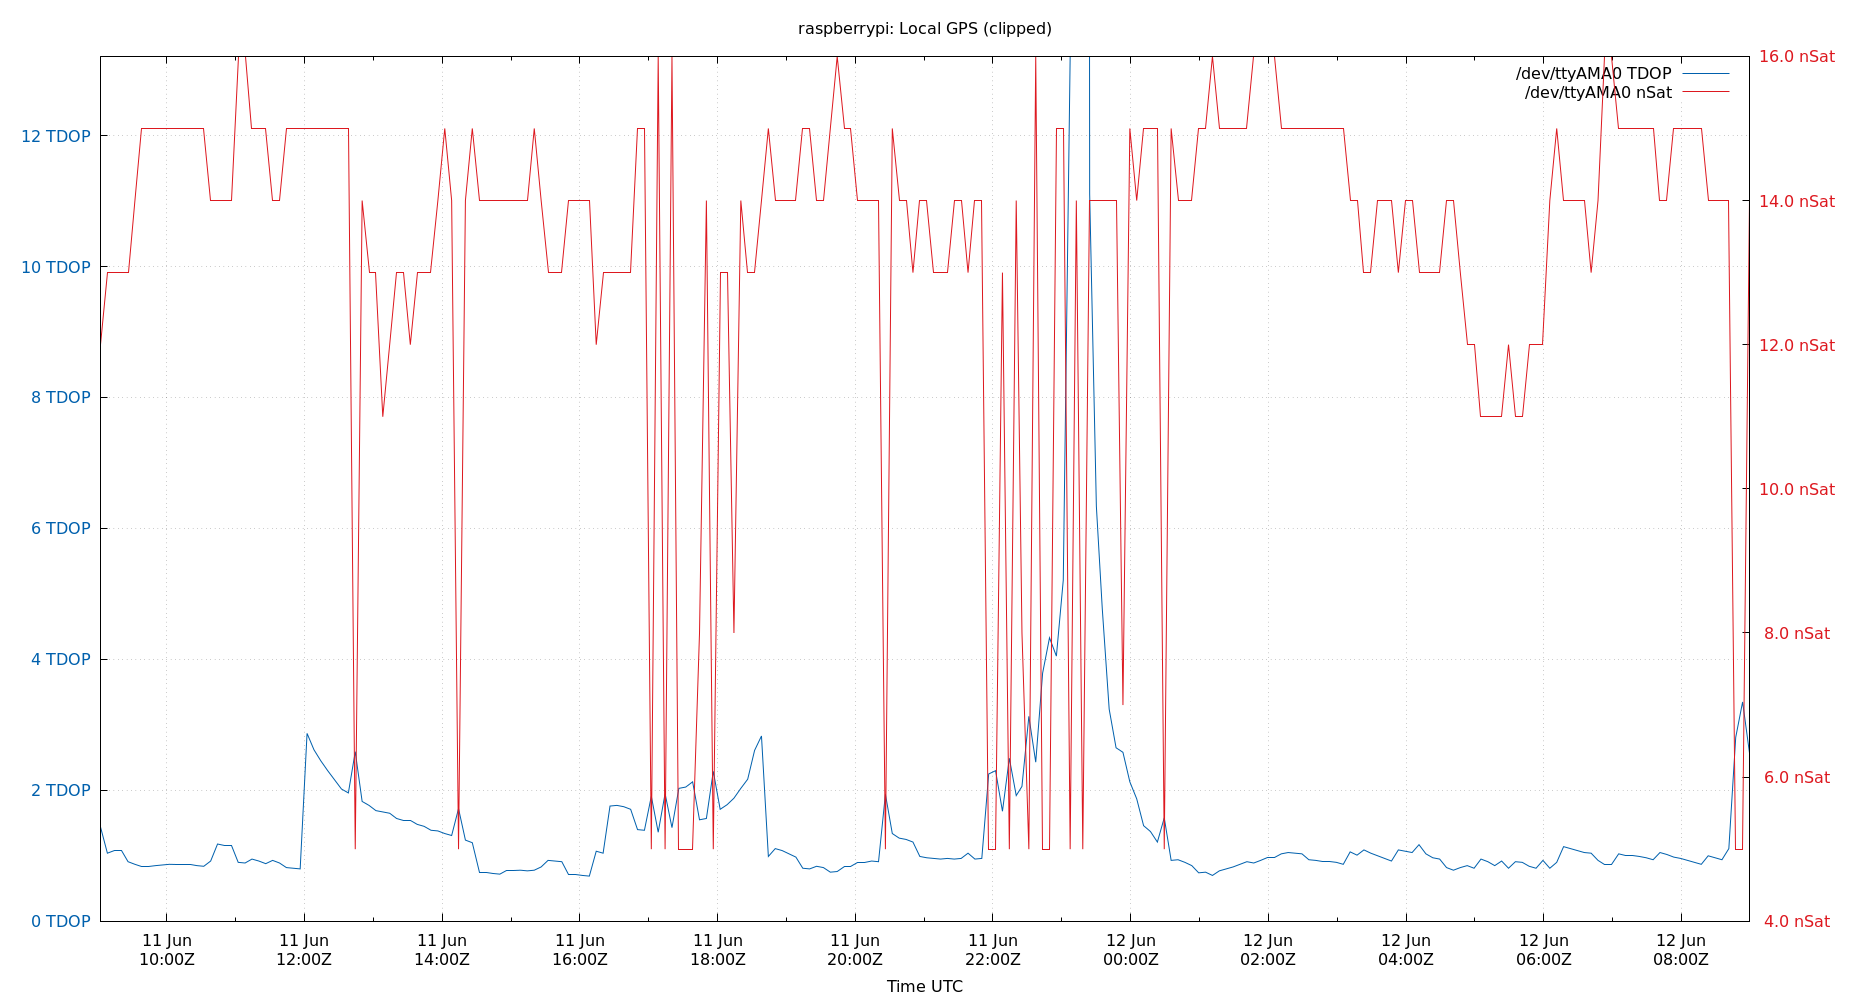 raspberrypi: Local GPS (clipped)
/dev/ttyAMA0 TDOP
/dev/ttyAMA0 nSat
12 TDOP
10 TDOP
8 TDOP
6 TDOP
4 TDOP
2 TDOP
0 TDOP
16.0 nSat
14.0 nSat
12.0 nSat
10.0 nSat
8.0 nSat
6.0 nSat
4.0 nSat
11 Jun 11 Jun 11 Jun 11 Jun 11 Jun 11 Jun 11 Jun 12 Jun 12 Jun 12 Jun 12 Jun 12 Jun
10:00Z 12:00Z 14:00Z 16:00Z 18:00Z 20:00Z 22:00Z 00:00Z 02:00Z 04:00Z 06:00Z 08:00Z
Time UTC